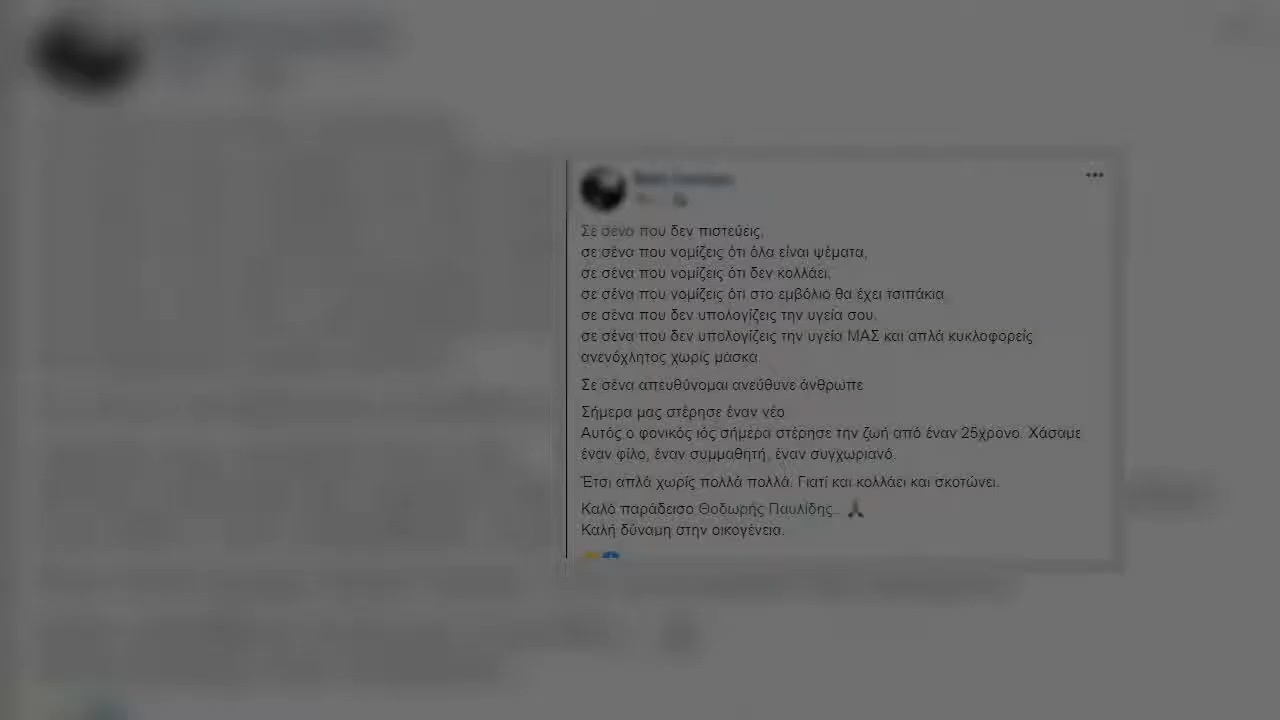 Σε σένα που δεν πιστεύεις,
σε σένα που νομίζεις ότι όλα είναι ψέματα,
σε σένα που νομίζεις ότι δεν κολλάει,
σε σένα που νομίζεις ότι στο εμβόλιο θα έχει τσιπάκια,
σε σένα που δεν υπολογίζεις την υγεία σου,
σε σένα που δεν υπολογίζεις την υγεία ΜΑΣ και απλά κυκλοφορείς
ανενόχλητος χωρίς μάσκα.
Σε σένα απευθύνομαι ανεύθυνε άνθρωπε
Σήμερα μας στέρησε έναν νέο
Αυτός ο φονικός ιός σήμερα στέρησε την ζωή από έναν 25χρονο. Χάσαμε
έναν φίλο, έναν συμμαθητή, έναν συγχωριανό.
Έτσι απλά χωρίς πολλά πολλά. Γιατί και κολλάει και σκοτώνει.
Καλό παράδεισο Θοδωρής Παυλίδης..
Καλή δύναμη στην οικογένεια.